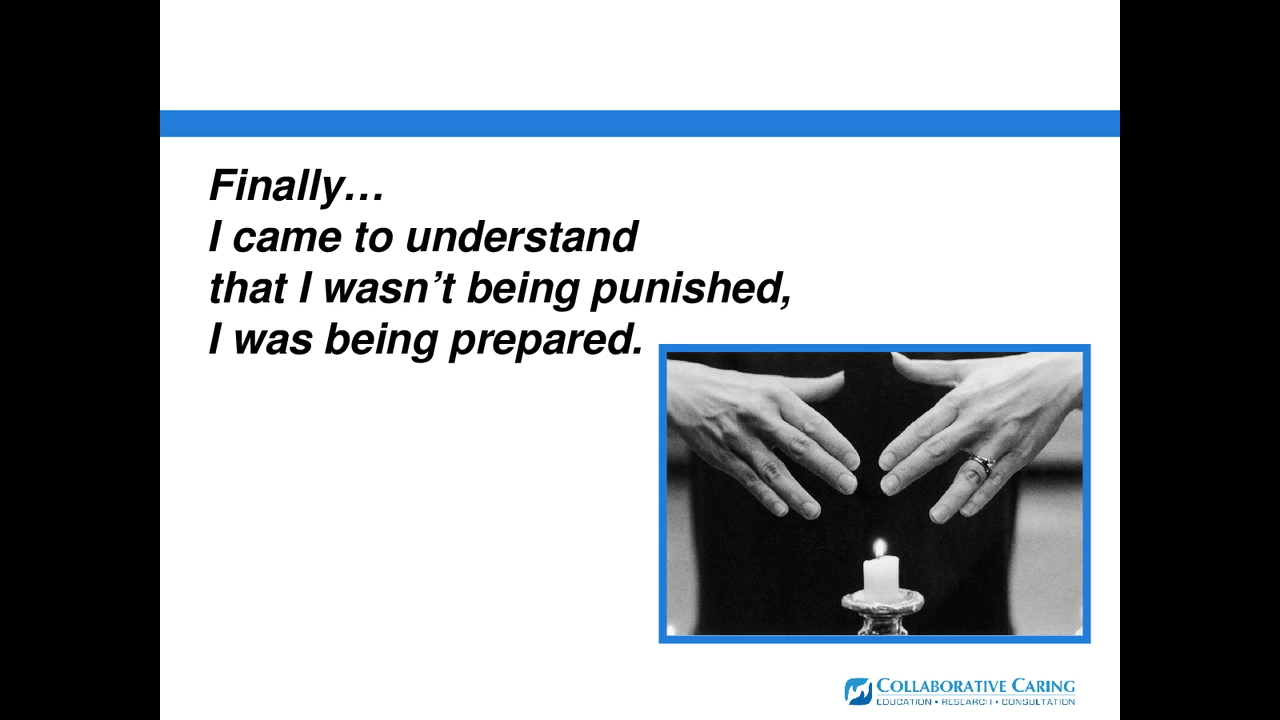 Finally…
I came to understand
that I wasn’t being punished,
I was being prepared.
COLLABORATIVE CARING
EDUCATION • RESEARCH • CONSULTATION